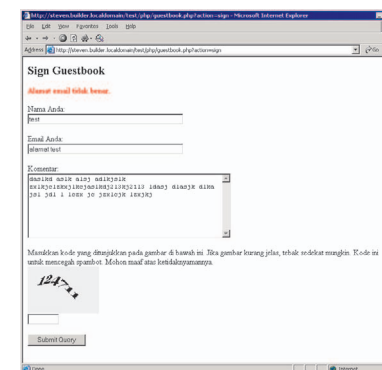 http://steven.builder.localdomain/test/php/guestbook.php?action=sign - Microsoft Internet Explorer
File Edit View Favorites Tools Help
Address http://steven.builder.localdomain/test/php/guestbook.php?action=sign Go
Sign Guestbook
Alamat email tidak benar.
Nama Anda:
test
Email Anda:
alamat test
Komentar:
Masukkan kode yang ditunjukkan pada gambar di bawah ini. Jika gambar kurang jelas, tebak sedekat mungkin. Kode ini
untuk mencegah spambot. Mohon maaf atas ketidaknyamanannya.
Submit Query
Done Internet